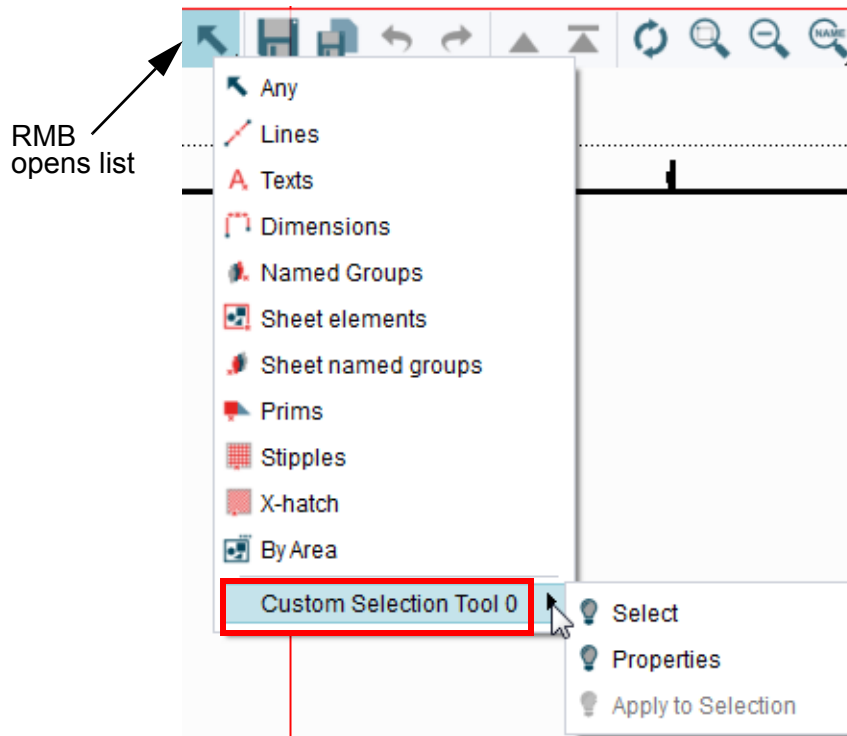 NAME
Any
RMB
opens list
Lines
Texts
Dimensions
Named Groups
Sheet elements
Sheet named groups
Prims
Stipples
X-hatch
By Area
Custom Selection Tool 0
Select
Properties
Apply to Selection